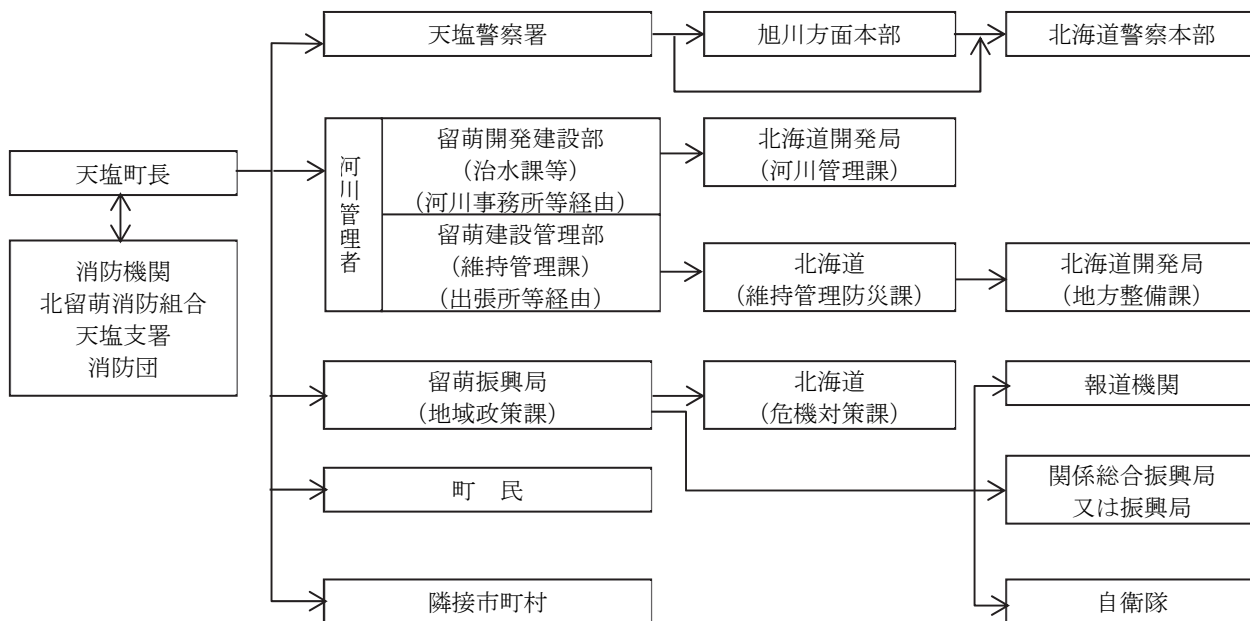 天塩警察署
旭川方面本部
北海道警察本部
天塩町長
消防機関
北留萌消防組合
天塩支署
消防団
河川管理者
留萌開発建設部
（治水課等）
（河川事務所等経由）
北海道開発局
（河川管理課）
留萌建設管理部
（維持管理課）
（出張所等経由）
北海道
（維持管理防災課）
北海道開発局
（地方整備課）
留萌振興局
（地域政策課）
北海道
（危機対策課）
報道機関
町　民
関係総合振興局
又は振興局
隣接市町村
自衛隊